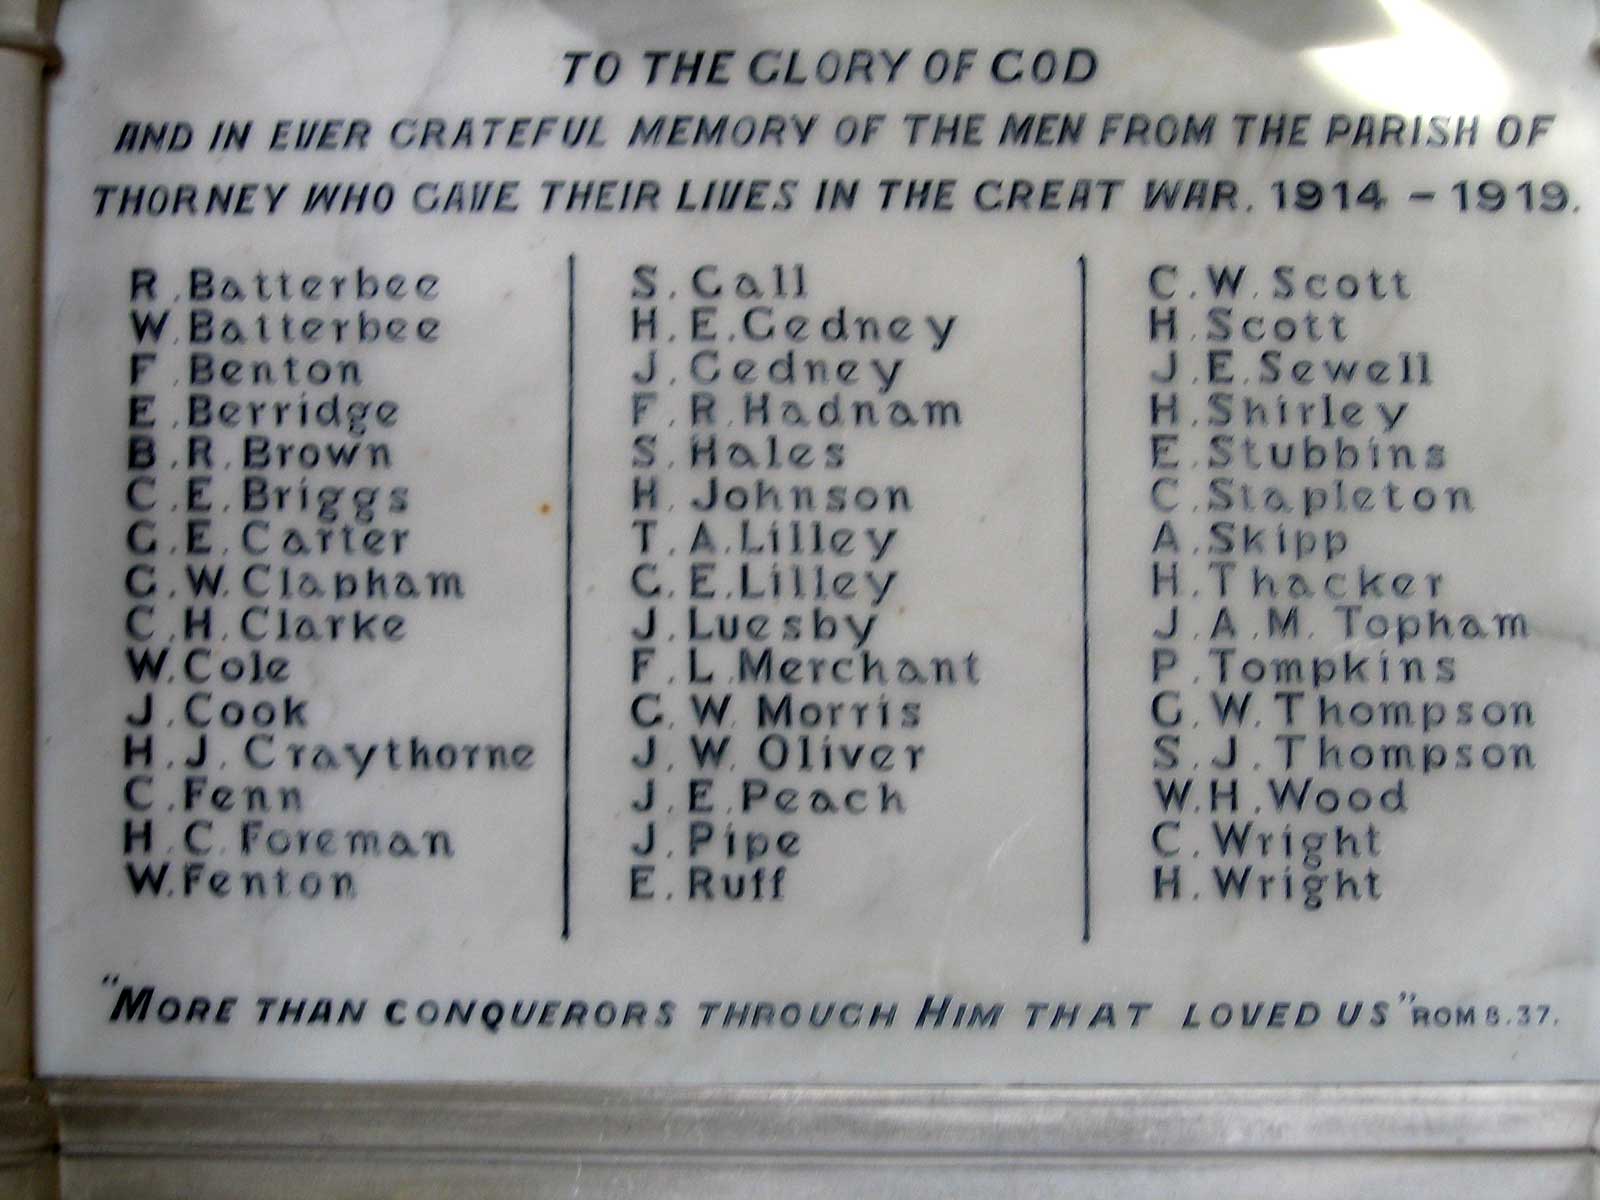 TO THE GLORY OF GOD
AND IN EVER GRATEFUL MEMORY OF THE MEN FROM THE PARISH OF
THORNEY WHO GAVE THEIR LIVES IN THE GREAT WAR. 1914 - 1919.
R. Batterbee
W. Batterbee
F. Benton
E. Berridge
B. R. Brown
C. E. Briggs
G. E. Carter
G. W. Clapham
C. H. Clarke
W. Cole
J. Cook
H. J. Craythorne
C. Fenn
H. C. Foreman
W. Fenton
S. Gall
H. E. Gedney
J. Gedney
F. R. Hadnam
S. Hales
H. Johnson
T. A. Lilley
G. E. Lilley
J. Luesby
F. L. Merchant
G. W. Morris
J. W. Oliver
J. E. Peach
J. Pipe
E. Ruff
C. W. Scott
H. Scott
J. E. Sewell
H. Shirley
E. Stubbins
C. Stapleton
A. Skipp
H. Thacker
J. A. M. Topham
P. Tompkins
G. W. Thompson
S. J. Thompson
W. H. Wood
C. Wright
H. Wright
"MORE THAN CONQUERORS THROUGH HIM THAT LOVED US" ROM 8.37.